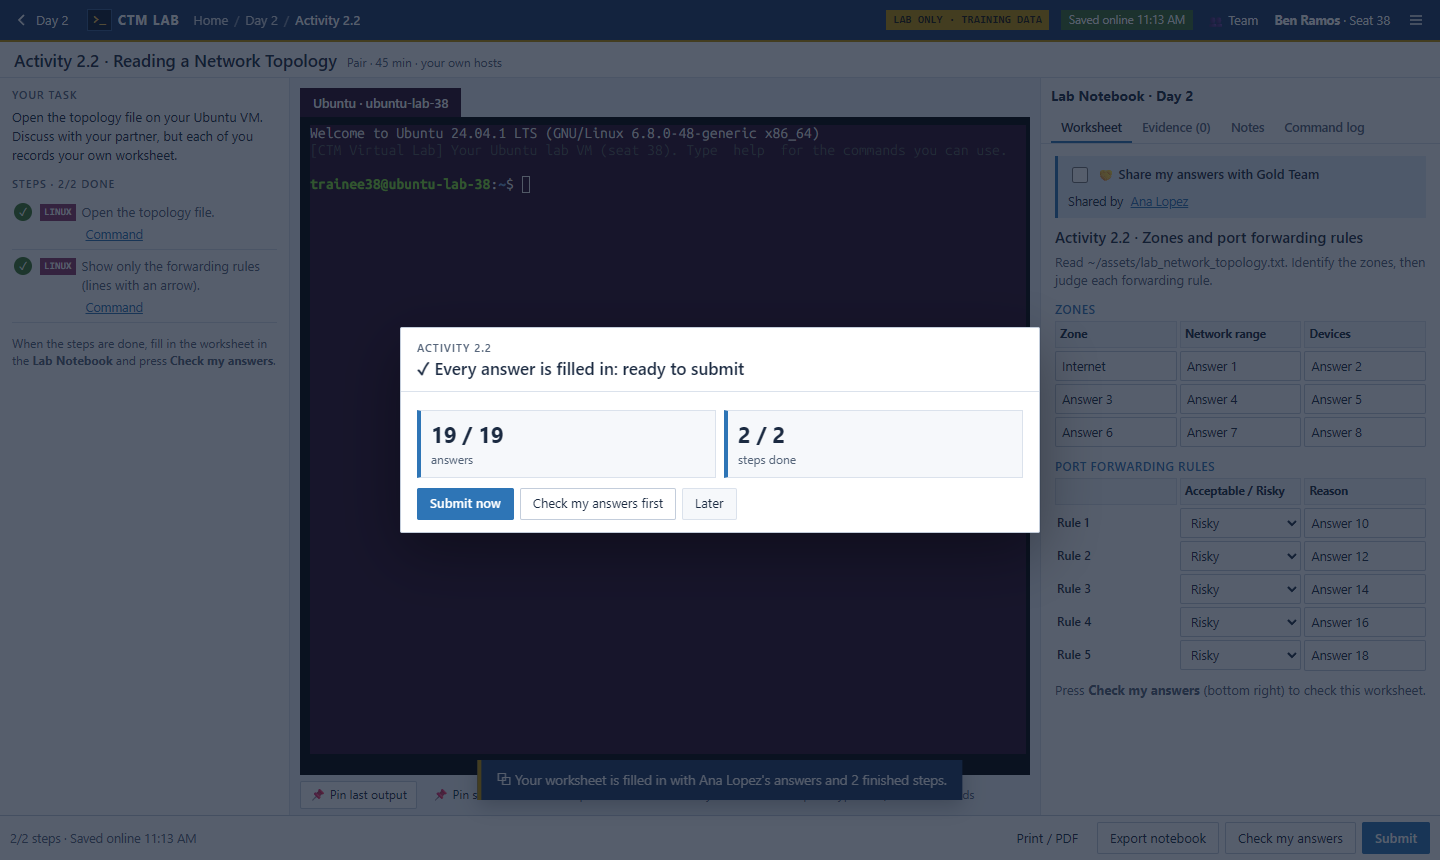 Day 2
CTM LAB
Home / Day 2 / Activity 2.2
LAB ONLY · TRAINING DATA
Saved online 11:13 AM
Team
Ben Ramos · Seat 38
Activity 2.2 · Reading a Network Topology
Pair · 45 min · your own hosts
YOUR TASK
Open the topology file on your Ubuntu VM.
Discuss with your partner, but each of you
records your own worksheet.
STEPS · 2/2 DONE
LINUX Open the topology file.
Command
LINUX Show only the forwarding rules
(lines with an arrow).
Command
When the steps are done, fill in the worksheet in
the Lab Notebook and press Check my answers.
Ubuntu · ubuntu-lab-38
Welcome to Ubuntu 24.04.1 LTS (GNU/Linux 6.8.0-48-generic x86_64)
[CTM Virtual Lab] Your Ubuntu lab VM (seat 38). Type help for the commands you can use.
trainee38@ubuntu-lab-38:~$
ACTIVITY 2.2
✓ Every answer is filled in: ready to submit
19 / 19
answers
2 / 2
steps done
Submit now
Check my answers first
Later
Your worksheet is filled in with Ana Lopez's answers and 2 finished steps.
Pin last output
Pin s
ds
Lab Notebook · Day 2
Worksheet
Evidence (0)
Notes
Command log
Share my answers with Gold Team
Shared by Ana Lopez
Activity 2.2 · Zones and port forwarding rules
Read ~/assets/lab_network_topology.txt. Identify the zones, then
judge each forwarding rule.
ZONES
Zone Network range Devices
Internet Answer 1 Answer 2
Answer 3 Answer 4 Answer 5
Answer 6 Answer 7 Answer 8
PORT FORWARDING RULES
Acceptable / Risky Reason
Rule 1 Risky Answer 10
Rule 2 Risky Answer 12
Rule 3 Risky Answer 14
Rule 4 Risky Answer 16
Rule 5 Risky Answer 18
Press Check my answers (bottom right) to check this worksheet.
2/2 steps · Saved online 11:13 AM
Print / PDF
Export notebook
Check my answers
Submit